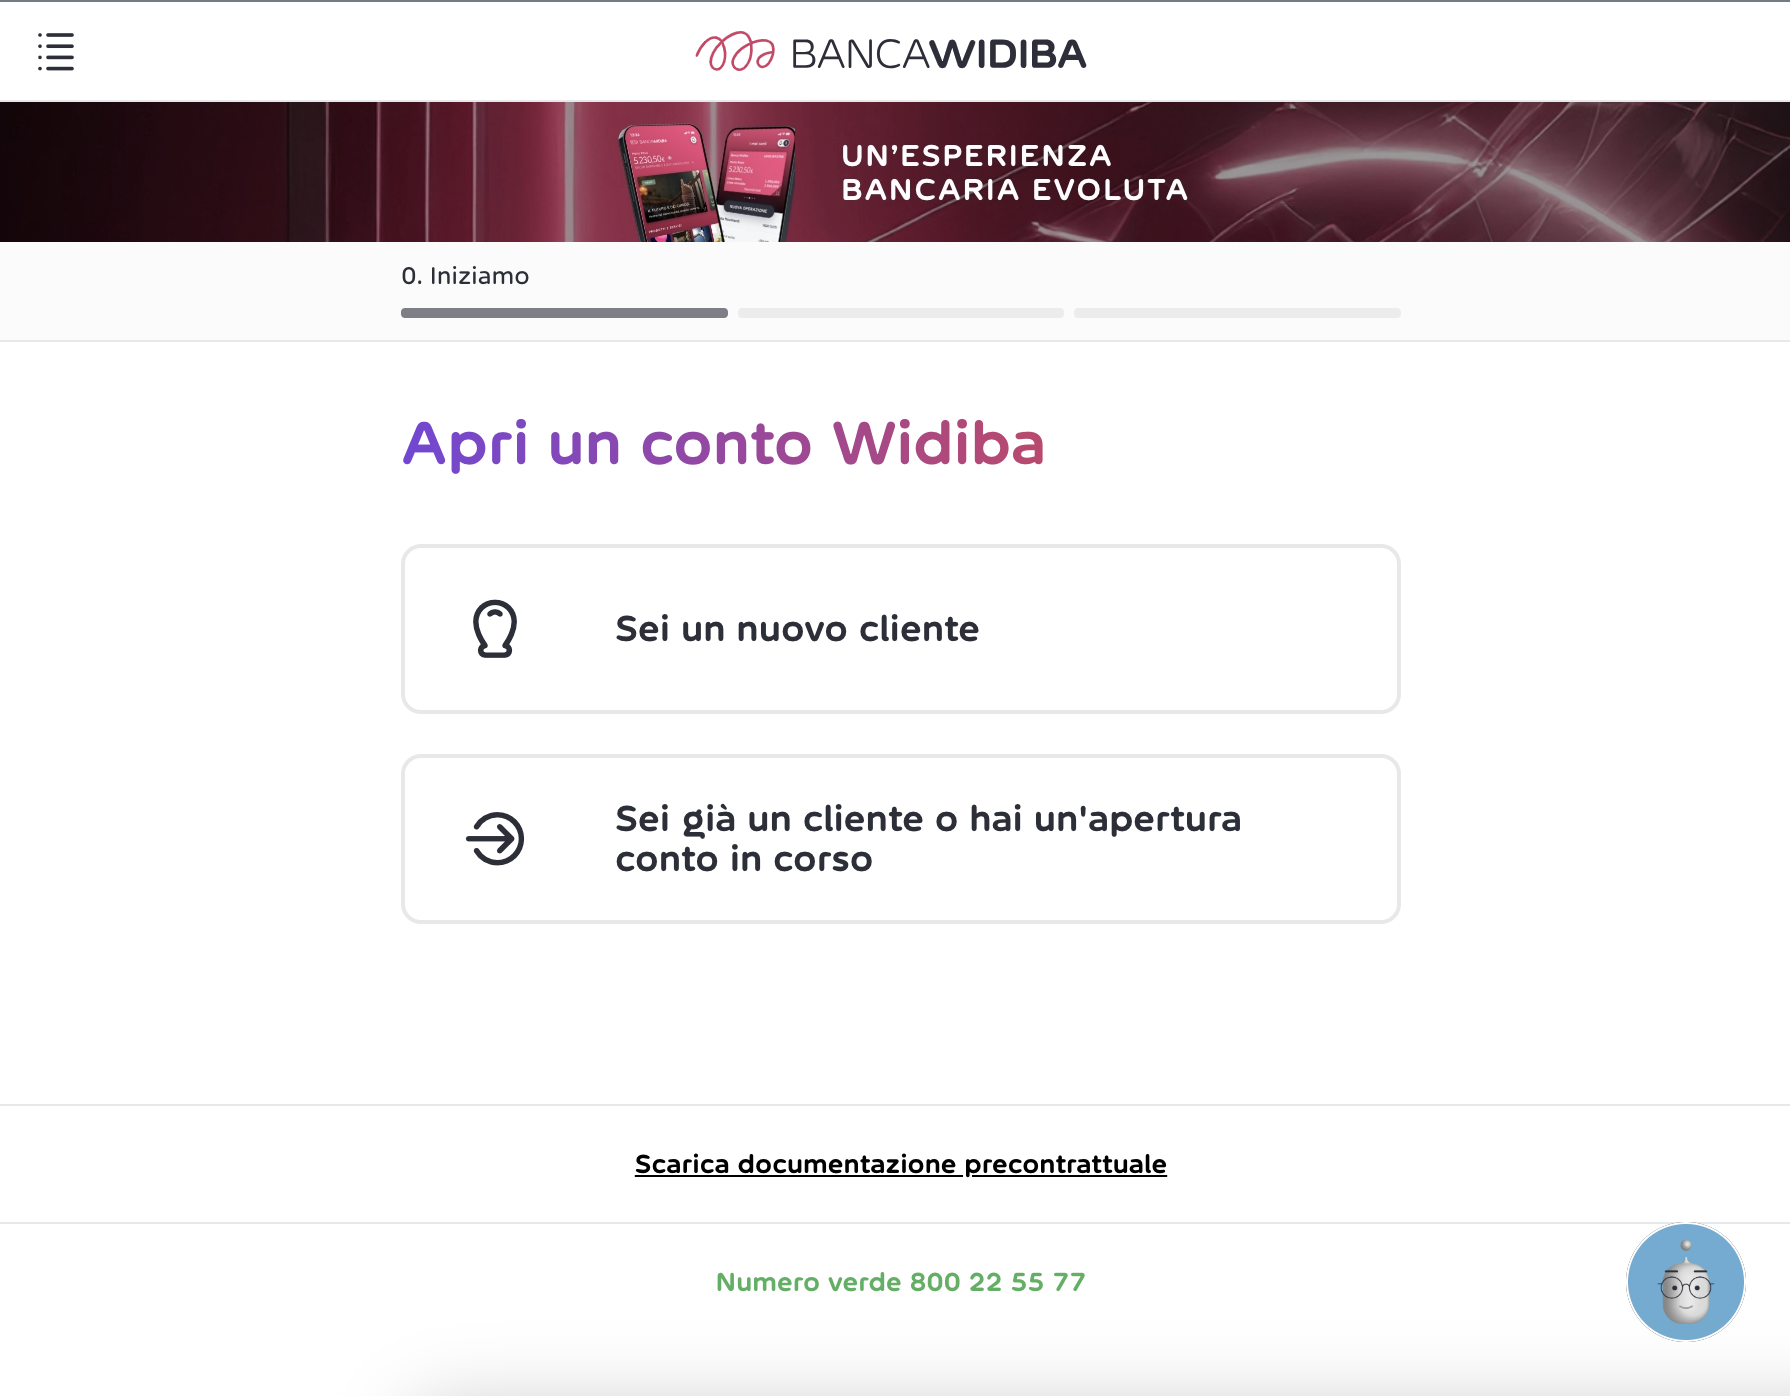 BANCAWIDIBA
UN'ESPERIENZA
BANCARIA EVOLUTA
0. Iniziamo
Apri un conto Widiba
Sei un nuovo cliente
Sei già un cliente o hai un'apertura
conto in corso
Scarica documentazione precontrattuale
Numero verde 800 22 55 77